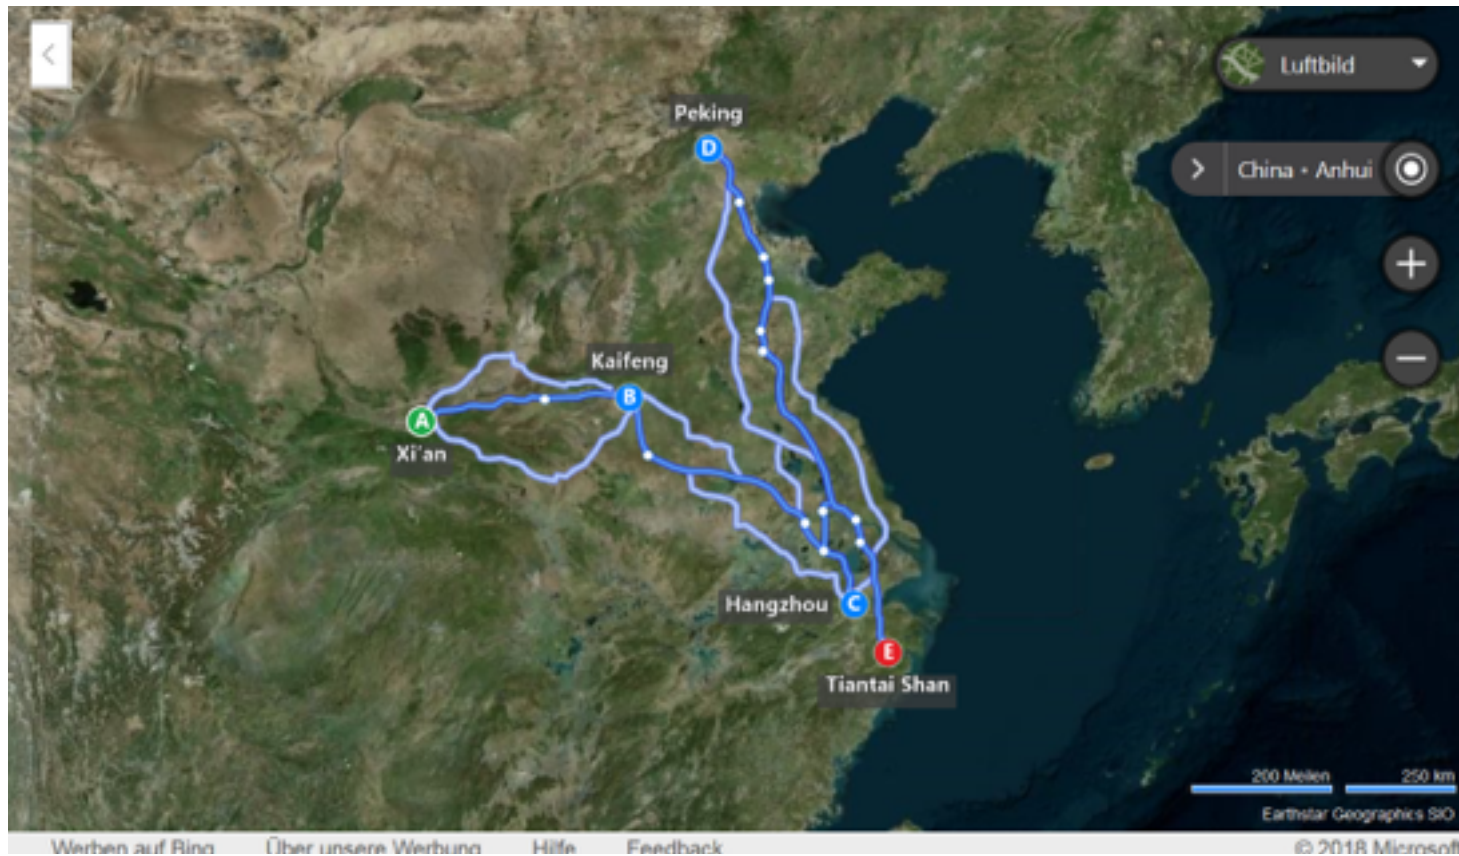 Luftbild
Peking
D
China • Anhui
Kaifeng
B
A
Xi'an
Hangzhou
C
E
Tiantai Shan
200 Meilen 250 km
Earthstar Geographics SIO
Werben auf Bing Über unsere Werbung Hilfe Feedback © 2018 Microsoft